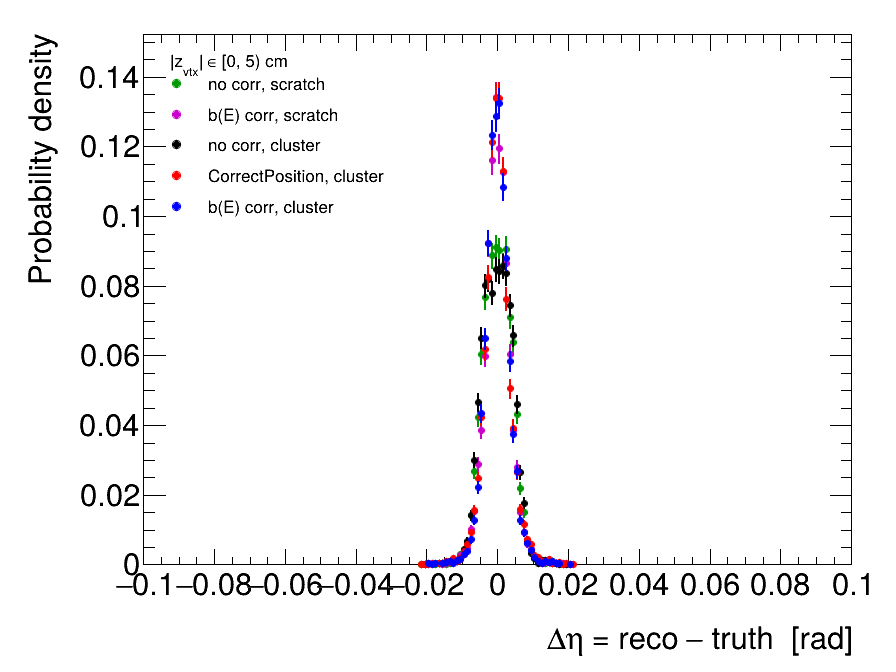 Probability density
|z_vtx| ∈ [0, 5) cm
no corr, scratch
b(E) corr, scratch
no corr, cluster
CorrectPosition, cluster
b(E) corr, cluster
0.14
0.12
0.1
0.08
0.06
0.04
0.02
0
−0.1 −0.08 −0.06 −0.04 −0.02 0 0.02 0.04 0.06 0.08 0.1
Δη = reco − truth [rad]